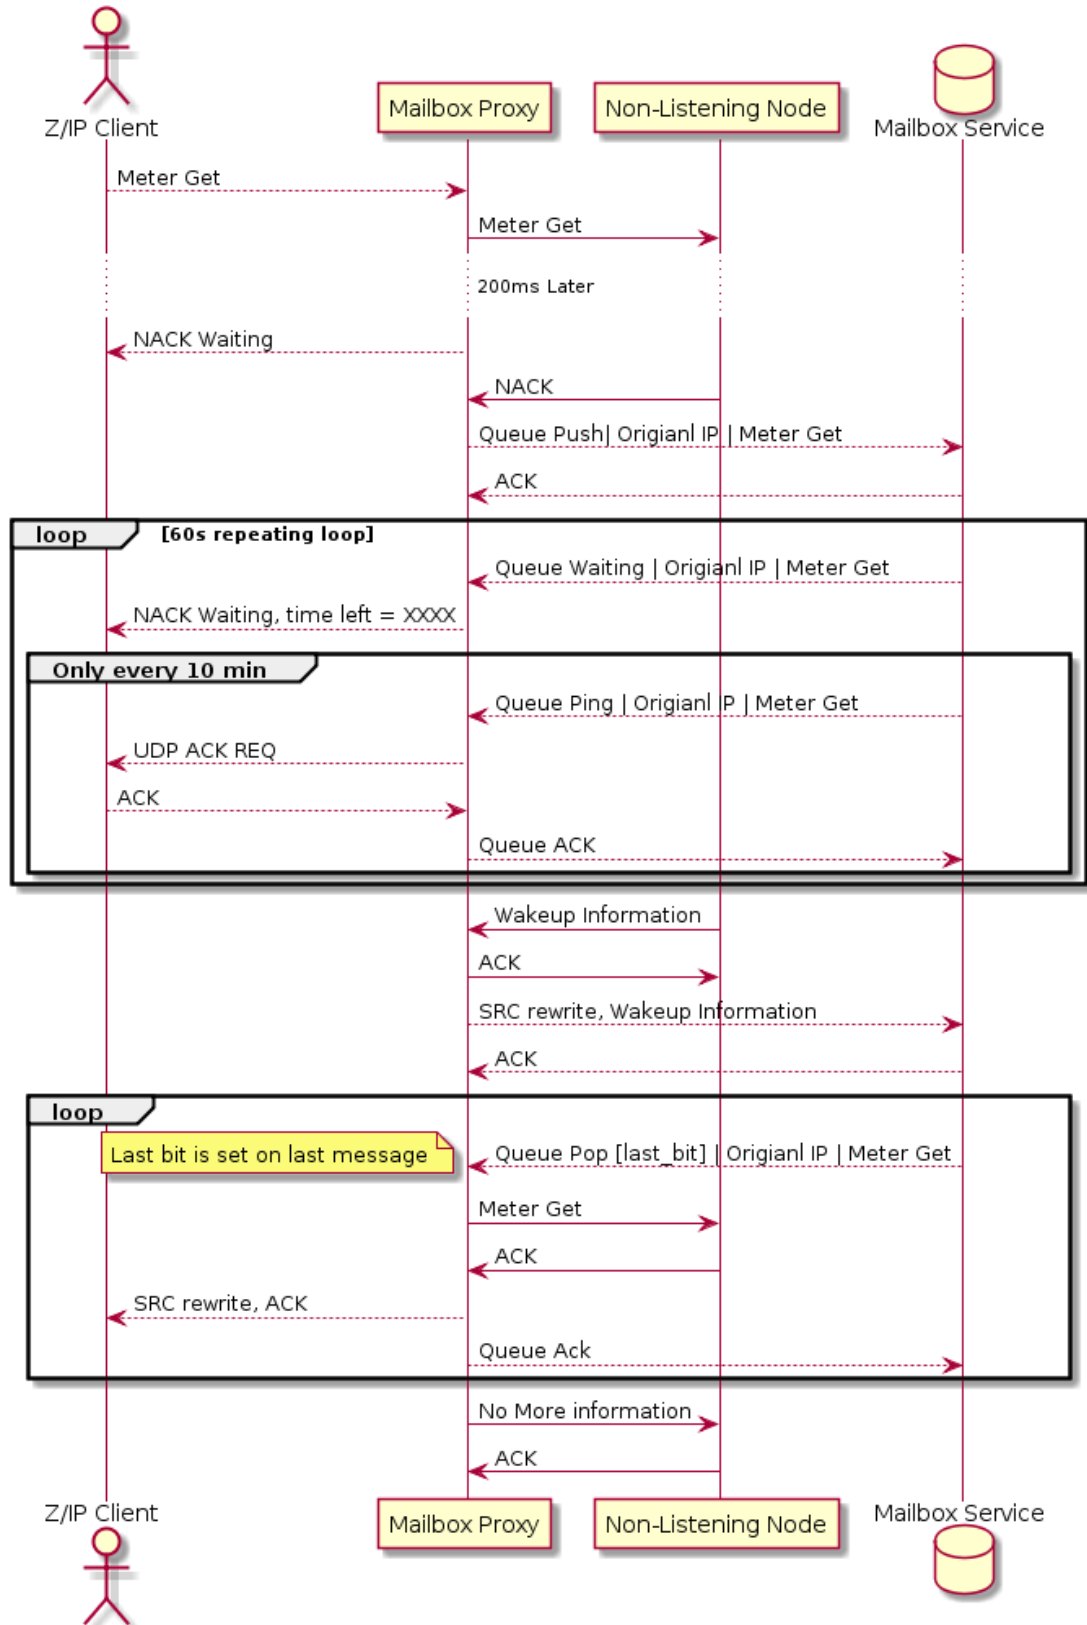 Z/IP Client
Mailbox Proxy
Non-Listening Node
Mailbox Service
Meter Get
Meter Get
200ms Later
NACK Waiting
NACK
Queue Push| Origianl IP | Meter Get
ACK
loop
[60s repeating loop]
Queue Waiting | Origianl IP | Meter Get
NACK Waiting, time left = XXXX
Only every 10 min
Queue Ping | Origianl IP | Meter Get
UDP ACK REQ
ACK
Queue ACK
Wakeup Information
ACK
SRC rewrite, Wakeup Information
ACK
loop
Last bit is set on last message
Queue Pop [last_bit] | Origianl IP | Meter Get
Meter Get
ACK
SRC rewrite, ACK
Queue Ack
No More information
ACK
Z/IP Client
Mailbox Proxy
Non-Listening Node
Mailbox Service